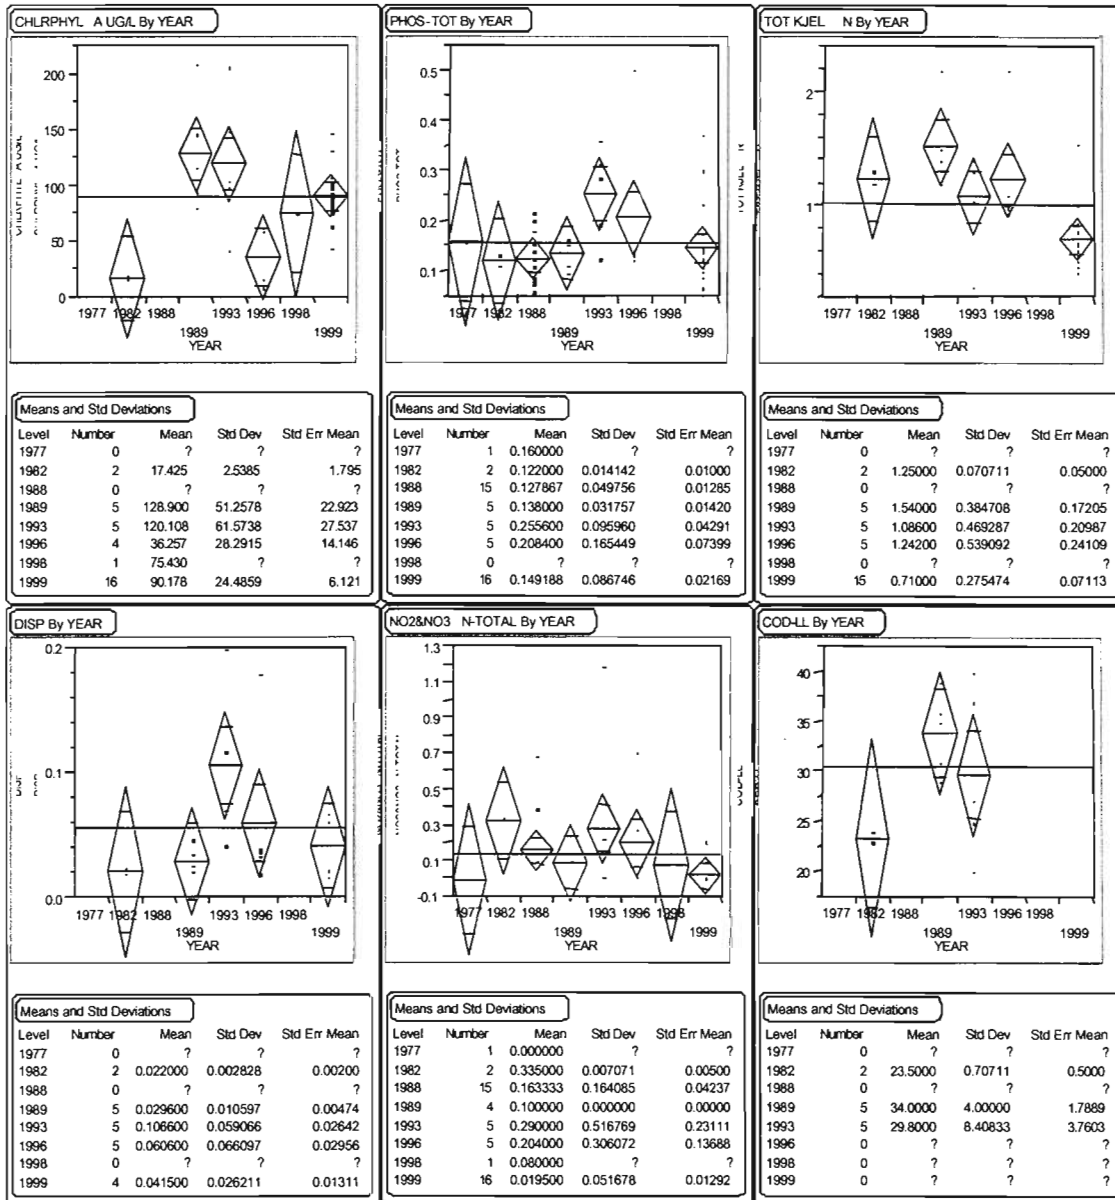 CHLRPHYL A UG/L By YEAR
200
150
100
50
0
1977 1982 1988 1993 1996 1998
1989 1999
YEAR
Means and Std Deviations
Level Number Mean Std Dev Std Err Mean
1977 0 ? ? ?
1982 2 17.425 2.5385 1.795
1988 0 ? ? ?
1989 5 128.900 51.2578 22.923
1993 5 120.108 61.5738 27.537
1996 4 36.257 28.2915 14.146
1998 1 75.430 ? ?
1999 16 90.178 24.4859 6.121
PHOS-TOT By YEAR
0.5
0.4
0.3
0.2
0.1
1977 1982 1988 1993 1996 1998
1989 1999
YEAR
Means and Std Deviations
Level Number Mean Std Dev Std Err Mean
1977 1 0.160000 ? ?
1982 2 0.122000 0.014142 0.01000
1988 15 0.127867 0.049756 0.01285
1989 5 0.138000 0.031757 0.01420
1993 5 0.255600 0.095960 0.04291
1996 5 0.208400 0.165449 0.07399
1998 0 ? ? ?
1999 16 0.149188 0.086746 0.02169
TOT KJEL N By YEAR
2
1
1977 1982 1988 1993 1996 1998
1989 1999
YEAR
Means and Std Deviations
Level Number Mean Std Dev Std Err Mean
1977 0 ? ? ?
1982 2 1.25000 0.070711 0.05000
1988 0 ? ? ?
1989 5 1.54000 0.384708 0.17205
1993 5 1.08600 0.469287 0.20987
1996 5 1.24200 0.539092 0.24109
1998 0 ? ? ?
1999 15 0.71000 0.275474 0.07113
DISP By YEAR
0.2
0.1
0.0
1977 1982 1988 1993 1996 1998
1989 1999
YEAR
Means and Std Deviations
Level Number Mean Std Dev Std Err Mean
1977 0 ? ? ?
1982 2 0.022000 0.002828 0.00200
1988 0 ? ? ?
1989 5 0.029600 0.010597 0.00474
1993 5 0.106600 0.059066 0.02642
1996 5 0.060600 0.066097 0.02956
1998 0 ? ? ?
1999 4 0.041500 0.026211 0.01311
NO2&NO3 N-TOTAL By YEAR
1.3
1.1
0.9
0.7
0.5
0.3
0.1
-0.1
1977 1982 1988 1993 1996 1998
1989 1999
YEAR
Means and Std Deviations
Level Number Mean Std Dev Std Err Mean
1977 1 0.000000 ? ?
1982 2 0.335000 0.007071 0.00500
1988 15 0.163333 0.164085 0.04237
1989 4 0.100000 0.000000 0.00000
1993 5 0.290000 0.516769 0.23111
1996 5 0.204000 0.306072 0.13688
1998 1 0.080000 ? ?
1999 16 0.019500 0.051678 0.01292
COD-LL By YEAR
COD-LL
40
35
30
25
20
1977 1982 1988 1993 1996 1998
1989 1999
YEAR
Means and Std Deviations
Level Number Mean Std Dev Std Err Mean
1977 0 ? ? ?
1982 2 23.5000 0.70711 0.5000
1988 0 ? ? ?
1989 5 34.0000 4.00000 1.7889
1993 5 29.8000 8.40833 3.7603
1996 0 ? ? ?
1998 0 ? ? ?
1999 0 ? ? ?